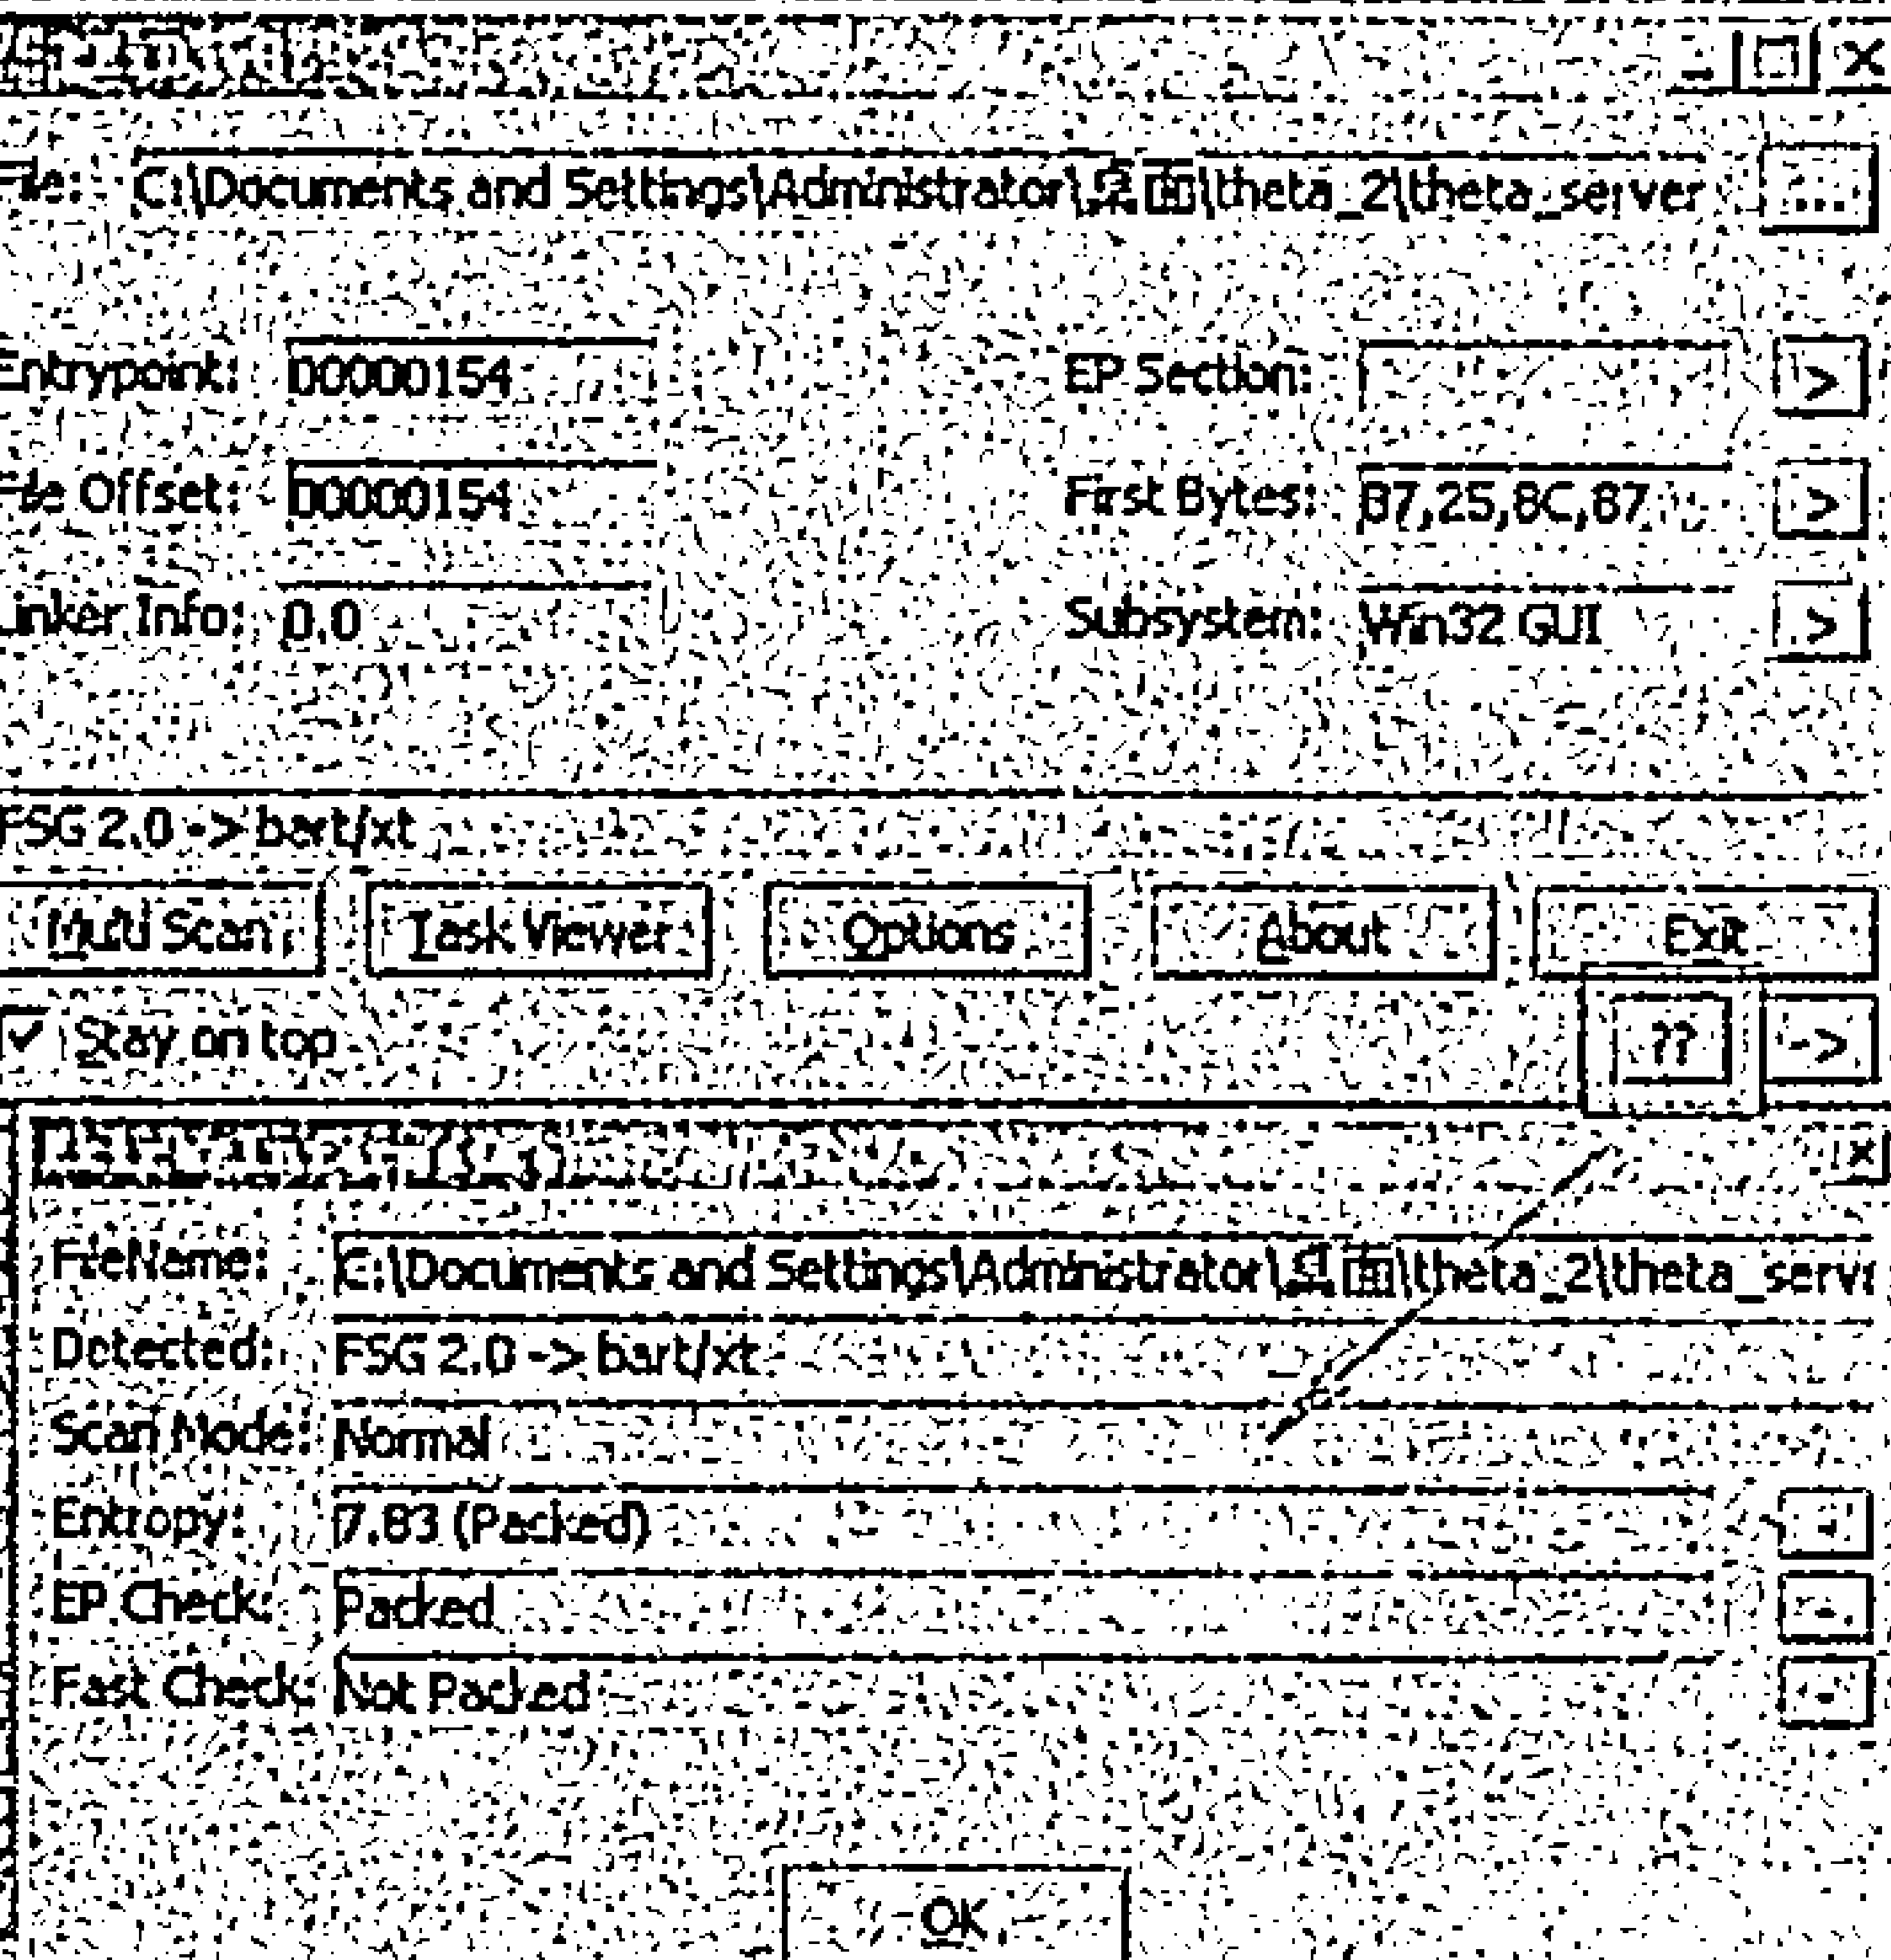 File: C:\Documents and Settings\Administrator\桌面\theta_2\theta_server ...
Entrypoint: 00000154 EP Section: >
File Offset: 00000154 First Bytes: 87,25,8C,87 >
Linker Info: 0.0 Subsystem: Win32 GUI >
FSG 2.0 -> bart/xt
Multi Scan Task Viewer Options About Exit
Stay on top ?? ->
FileName: C:\Documents and Settings\Administrator\桌面\theta_2\theta_serve
Detected: FSG 2.0 -> bart/xt
Scan Mode: Normal
Entropy: 7.83 (Packed)
EP Check: Packed
Fast Check: Not Packed
OK